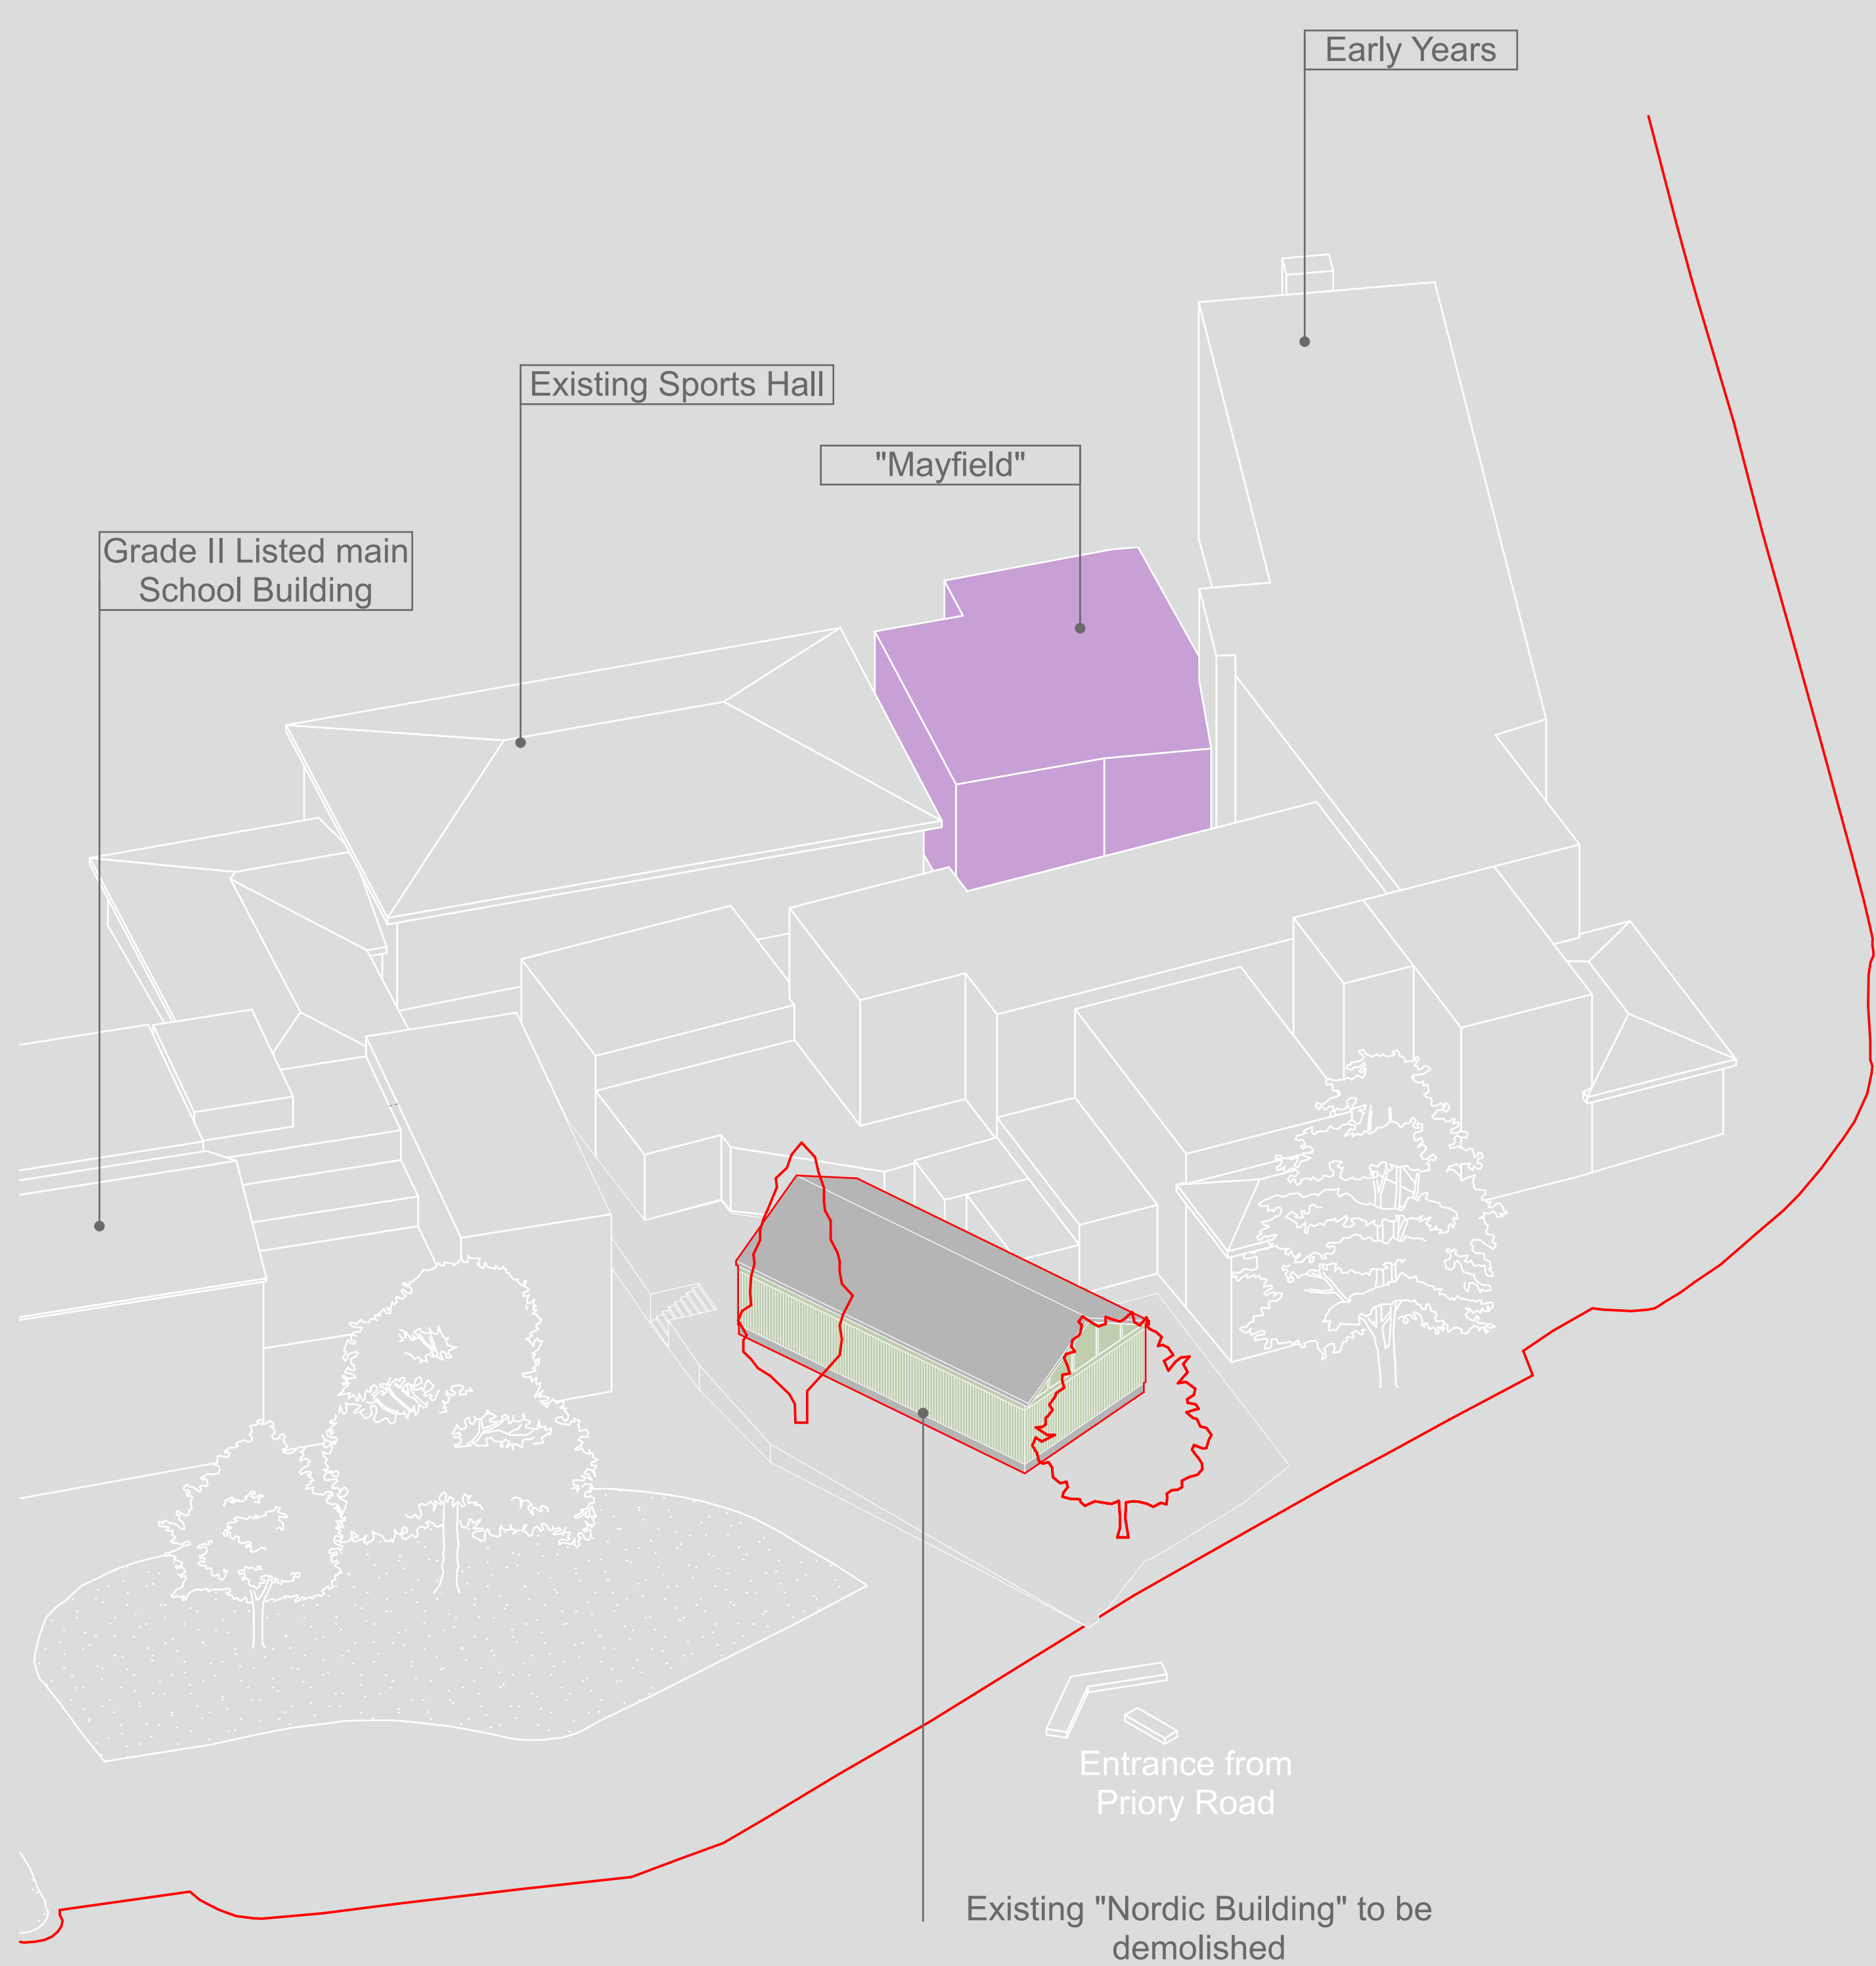 Early Years
Existing Sports Hall
"Mayfield"
Grade II Listed main
School Building
Entrance from
Priory Road
Existing "Nordic Building" to be
demolished